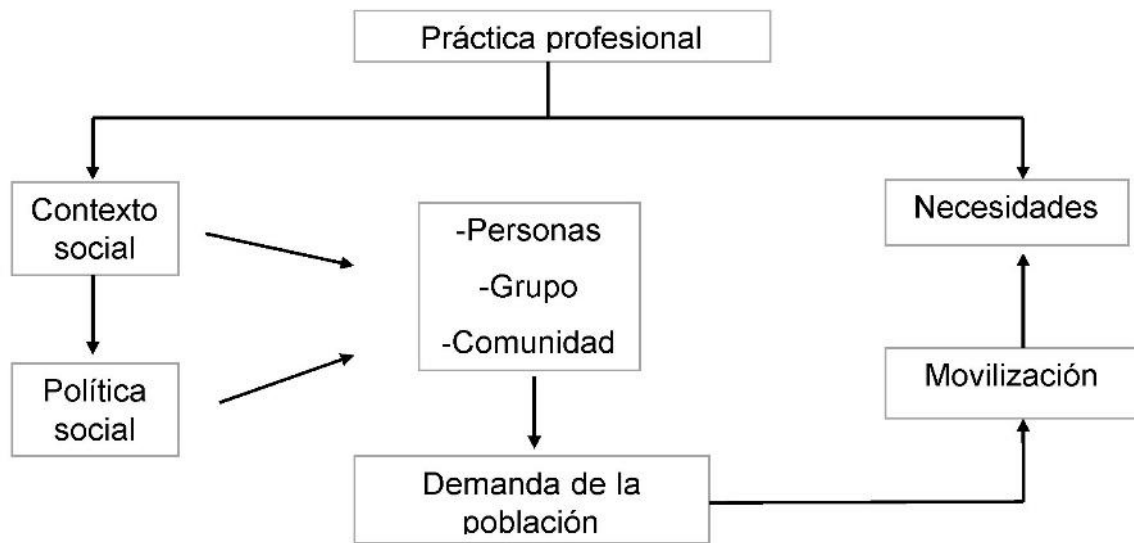 Práctica profesional
Contexto
social
-Personas
-Grupo
-Comunidad
Necesidades
Política
social
Movilización
Demanda de la
población